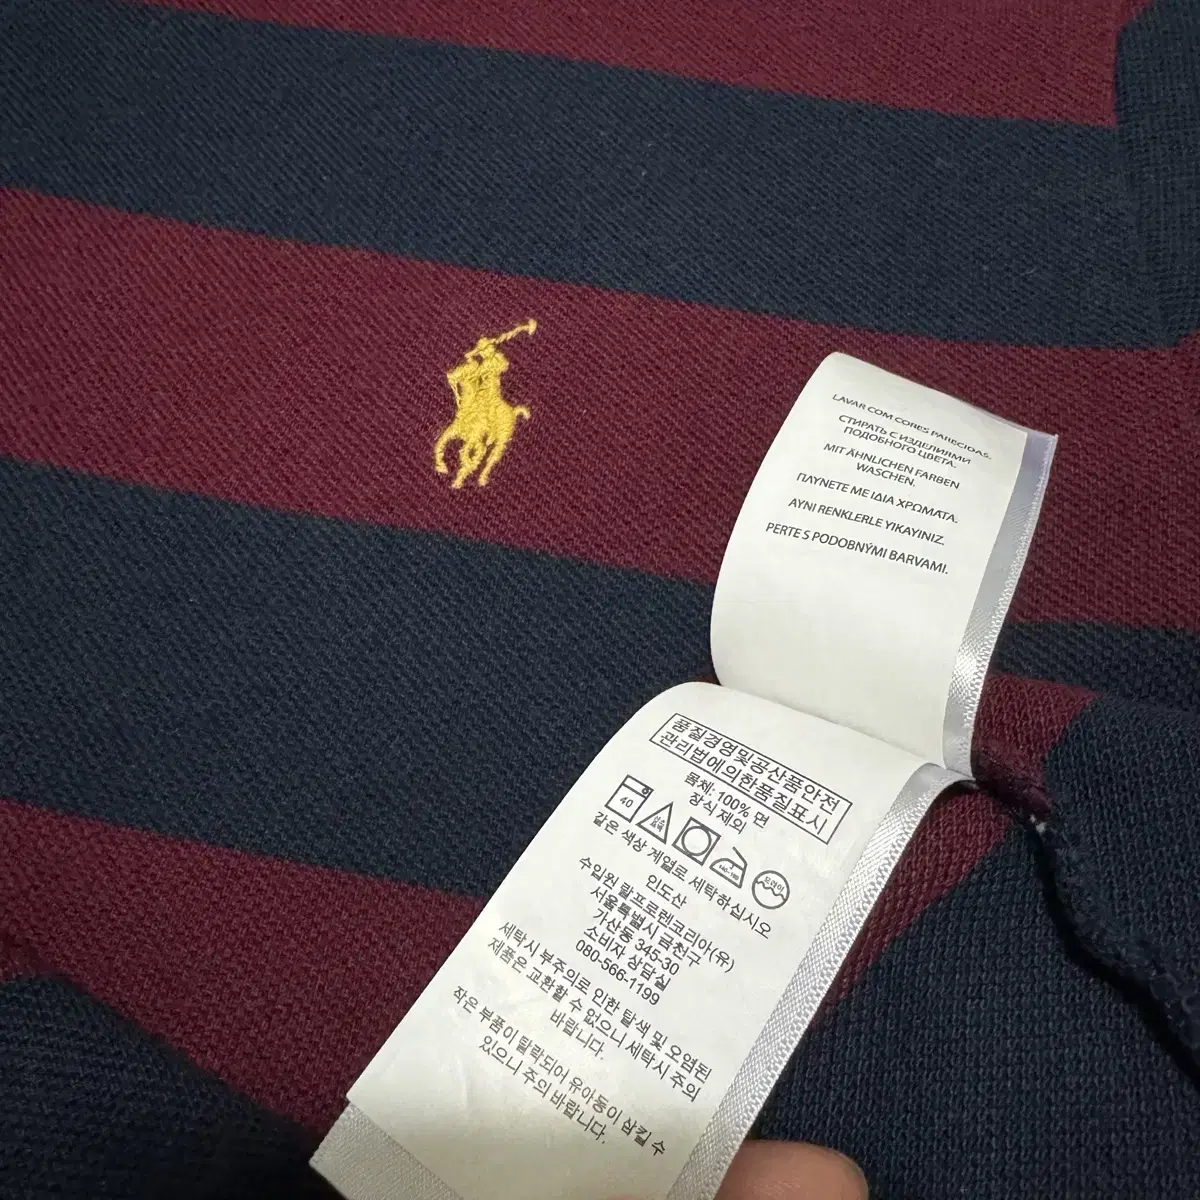 LAVAR COM CORES PARECIDAS.
СТИРАТЬ С ИЗДЕЛИЯМИ
ПОДОБНОГО ЦВЕТА.
MIT ÄHNLICHEN FARBEN
WASCHEN.
ΠΛΥΝΕΤΕ ΜΕ ΙΔΙΑ ΧΡΩΜΑΤΑ.
AYNI RENKLERLE YIKAYINIZ.
PERTE S PODOBNÝMI BARVAMI.
품질경영및공산품안전
관리법에의한품질표시
몸체: 100% 면
장식 제외
40
같은 색상 계열로 세탁하십시오
인도산
수입원 랄프로렌코리아(유)
서울특별시 금천구
가산동 345-30
소비자 상담실
080-566-1199
세탁시 부주의로 인한 탈색 및 오염된
제품은 교환할 수 없으니 세탁시 주의
바랍니다.
작은 부품이 탈락되어 유아동이 삼킬 수
있으니 주의 바랍니다.